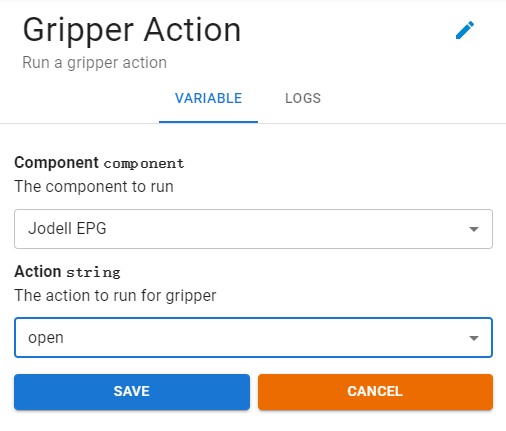 Gripper Action
Run a gripper action
VARIABLE LOGS
Component component
The component to run
Jodell EPG
Action string
The action to run for gripper
open
SAVE CANCEL